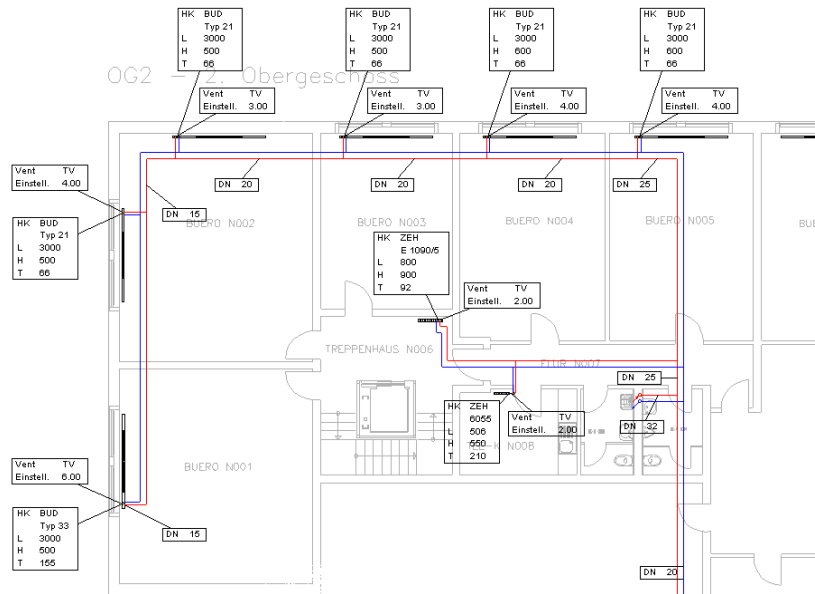 HK BUD
Typ 21
L 3000
H 500
T 66
HK BUD
Typ 21
L 3000
H 500
T 66
HK BUD
Typ 21
L 3000
H 600
T 66
HK BUD
Typ 21
L 3000
H 600
T 66
OG2 - 2. Obergeschoss
Vent TV
Einstell. 3.00
Vent TV
Einstell. 3.00
Vent TV
Einstell. 4.00
Vent TV
Einstell. 4.00
Vent TV
Einstell. 4.00
DN 20
DN 20
DN 20
DN 25
DN 15
HK BUD
Typ 21
L 3000
H 500
T 66
BUERO N002
BUERO N003
BUERO N004
BUERO N005
HK ZEH
E 1090/5
L 800
H 900
T 92
Vent TV
Einstell. 2.00
TREPPENHAUS N006
FLUR N007
DN 25
HK ZEH
6055
L 506
H 550
T 210
Vent TV
Einstell. 2.00
DN 32
N008
BUERO N001
Vent TV
Einstell. 6.00
HK BUD
Typ 33
L 3000
H 500
T 155
DN 15
DN 20